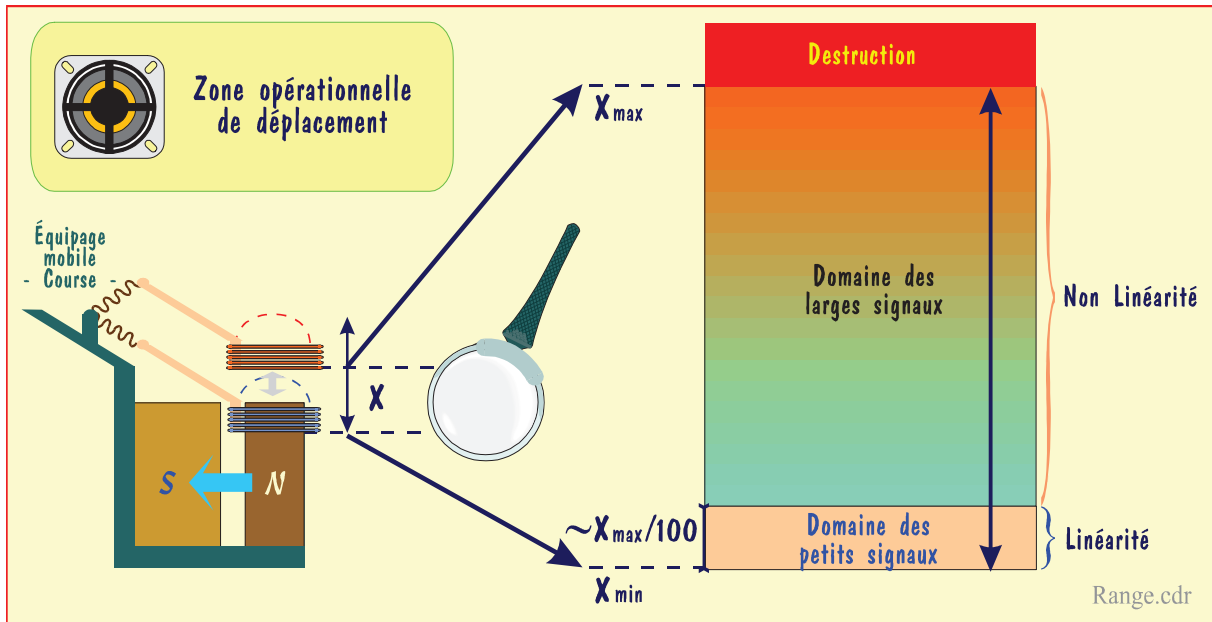 Zone opérationnelle
de déplacement
Destruction
Xmax
Équipage
mobile
- Course -
Domaine des
larges signaux
Non Linéarité
X
S
N
~Xmax/100
Domaine des
petits signaux
Linéarité
Xmin
Range.cdr